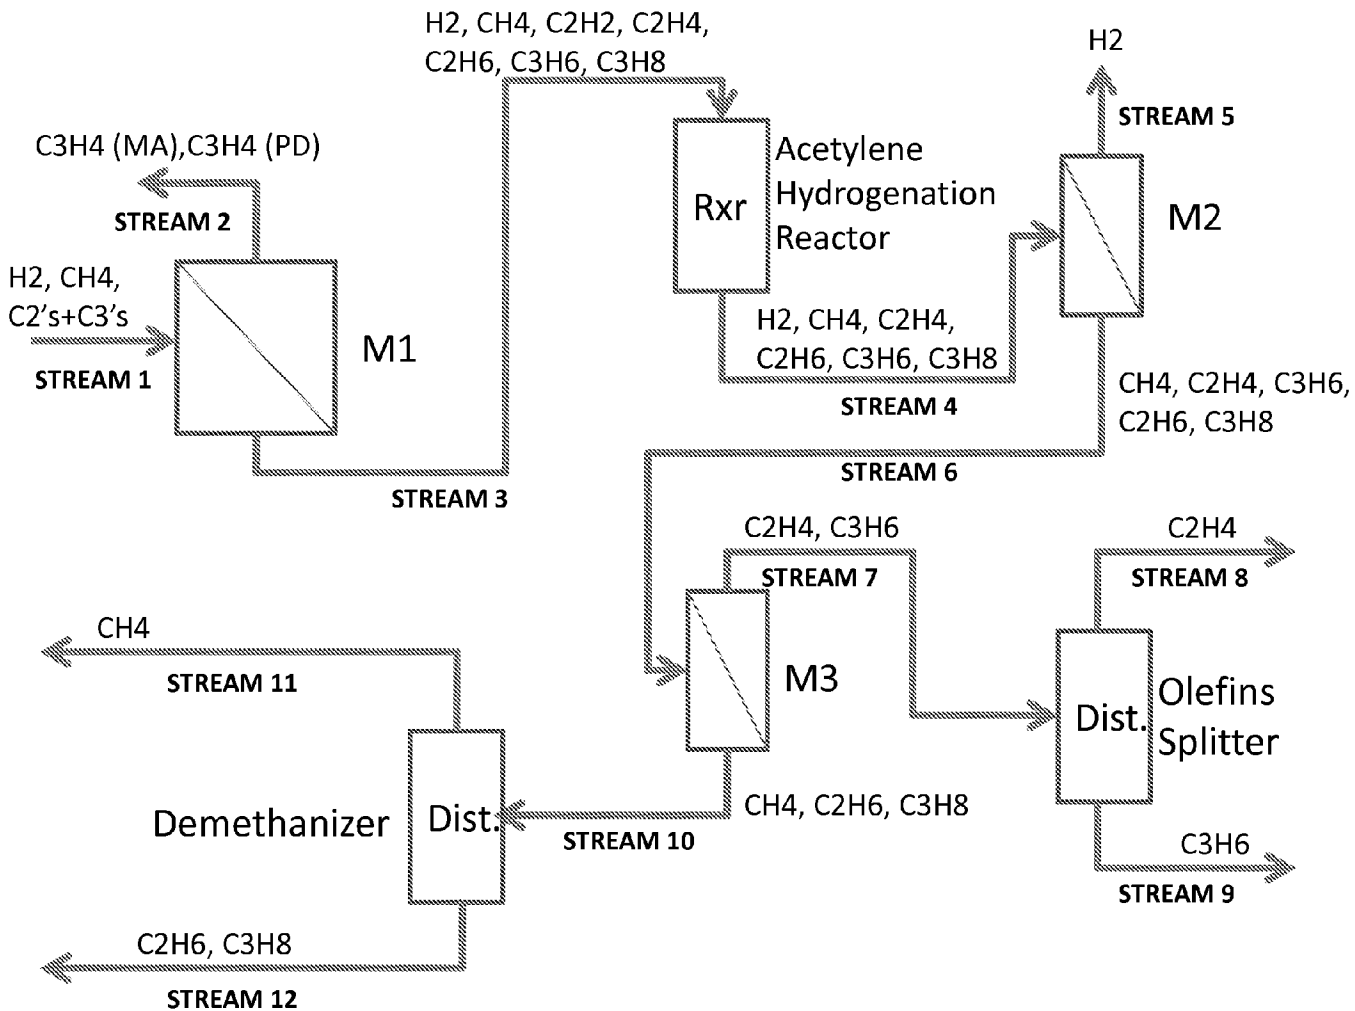 H2, CH4, C2H2, C2H4,
C2H6, C3H6, C3H8
H2
STREAM 5
C3H4 (MA),C3H4 (PD)
STREAM 2
Acetylene
Hydrogenation
Reactor
Rxr
M2
H2, CH4,
C2's+C3's
STREAM 1
M1
H2, CH4, C2H4,
C2H6, C3H6, C3H8
STREAM 4
CH4, C2H4, C3H6,
C2H6, C3H8
STREAM 6
STREAM 3
C2H4, C3H6
STREAM 7
C2H4
STREAM 8
CH4
STREAM 11
M3
Dist.
Olefins
Splitter
Demethanizer
Dist.
CH4, C2H6, C3H8
STREAM 10
C3H6
STREAM 9
C2H6, C3H8
STREAM 12